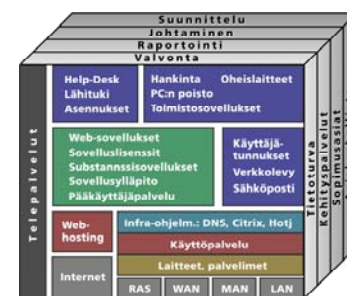 Suunnittelu
Johtaminen
Raportointi
Valvonta
Telepalvelut
Help-Desk
Lähituki
Asennukset
Hankinta Oheislaitteet
PC:n poisto
Toimistosovellukset
Web-sovellukset
Sovelluslisenssit
Substanssisovellukset
Sovellusylläpito
Pääkäyttäjäpalvelu
Käyttäjä-
tunnukset
Verkkolevy
Sähköposti
Web-
hosting
Infra-ohjelm.: DNS, Citrix, Hotj
Käyttöpalvelu
Laitteet, palvelimet
Internet
RAS WAN MAN LAN
Tietoturva
Kehityspalvelut
Sopimusasiat